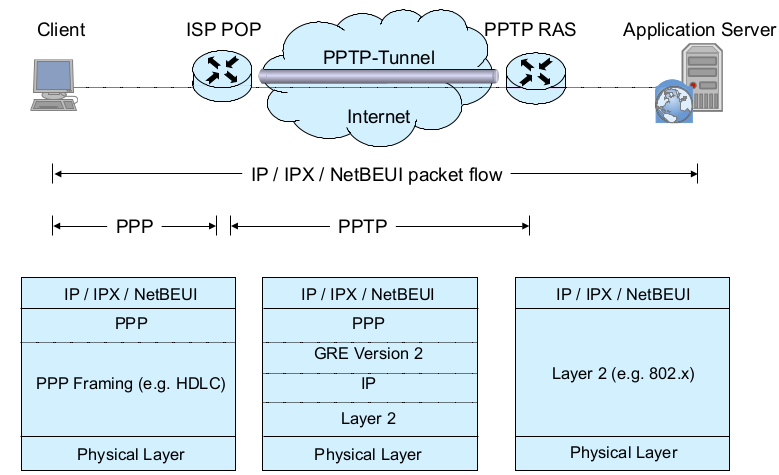 Client
ISP POP
PPTP RAS
Application Server
PPTP-Tunnel
Internet
IP / IPX / NetBEUI packet flow
PPP
PPTP
IP / IPX / NetBEUI
PPP
PPP Framing (e.g. HDLC)
Physical Layer
IP / IPX / NetBEUI
PPP
GRE Version 2
IP
Layer 2
Physical Layer
IP / IPX / NetBEUI
Layer 2 (e.g. 802.x)
Physical Layer